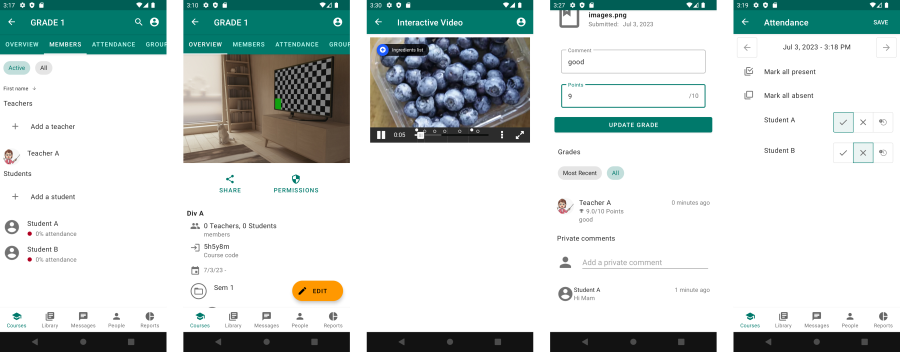 3:17
GRADE 1
OVERVIEW MEMBERS ATTENDANCE GROUP
Active All
First name
Teachers
Add a teacher
Teacher A
Students
Add a student
Student A
0% attendance
Student B
0% attendance
Courses Library Messages People Reports
3:10
GRADE 1
OVERVIEW MEMBERS ATTENDANCE GROUP
SHARE PERMISSIONS
Div A
0 Teachers, 0 Students
members
5h5y8m
Course code
7/3/23 -
Sem 1
EDIT
Courses Library Messages People Reports
3:30
Interactive Video
Ingredients list
0:05
3:27
images.png
Submitted: Jul 3, 2023
Comment
good
Points
9 /10
UPDATE GRADE
Grades
Most Recent All
Teacher A 0 minutes ago
9.0/10 Points
good
Private comments
Add a private comment
Student A 1 minute ago
Hi Mam
3:19
Attendance SAVE
Jul 3, 2023 - 3:18 PM
Mark all present
Mark all absent
Student A
Student B
Courses Library Messages People Reports